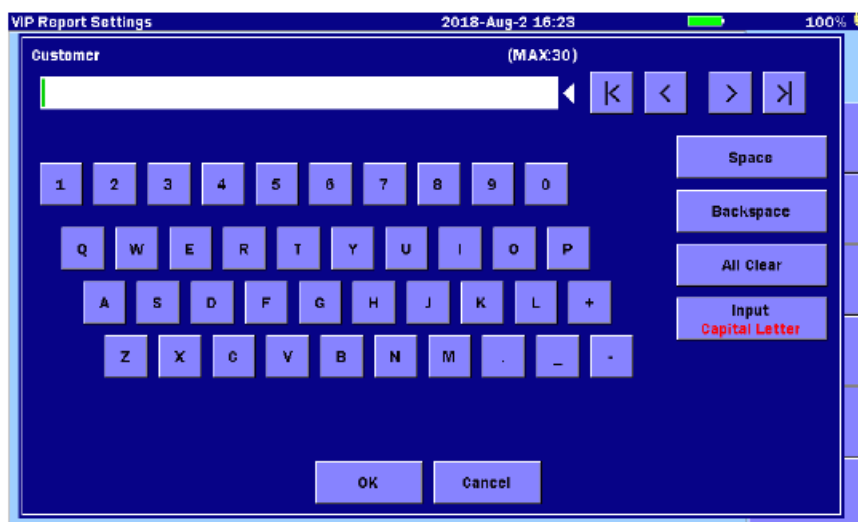 VIP Report Settings 2018-Aug-2 16:23 100%
Customer (MAX:30)
|< < > >|
1 2 3 4 5 6 7 8 9 0 Space
Backspace
Q W E R T Y U I O P
All Clear
A S D F G H J K L +
Input
Capital Letter
Z X C V B N M . _ -
OK Cancel